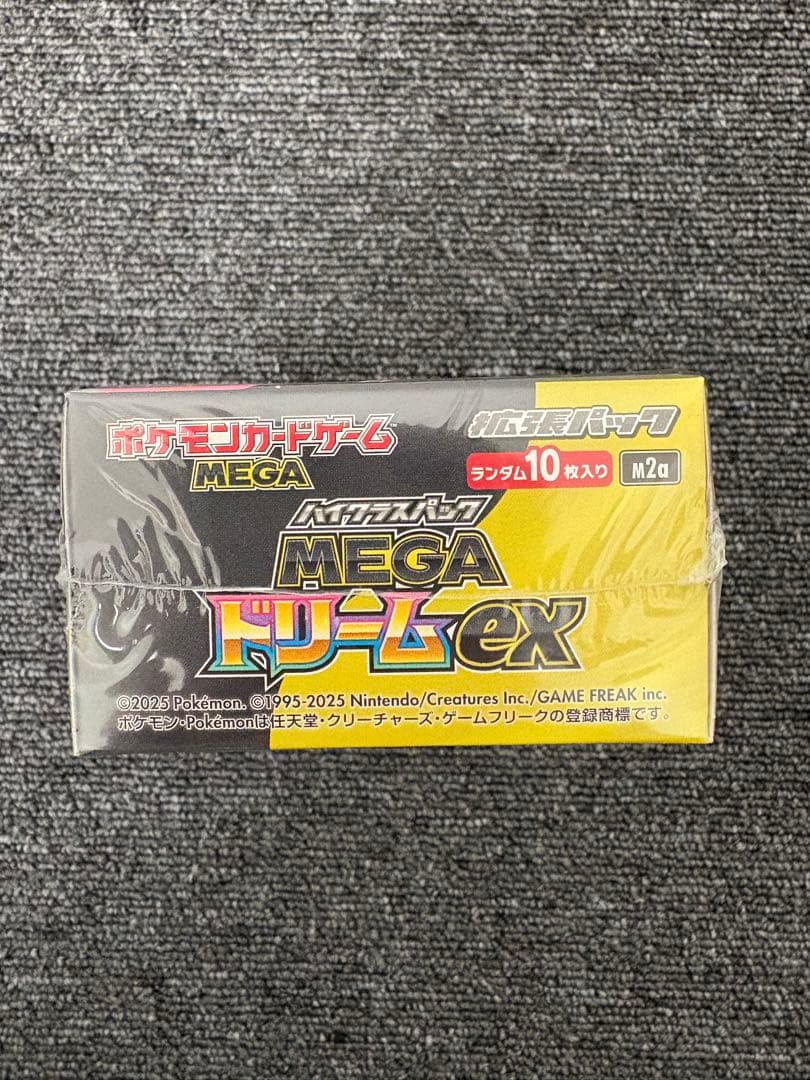 ポケモンカードゲーム
MEGA
拡張パック
ランダム10枚入り
M2a
ハイクラスパック
MEGA
ドリームex
©2025 Pokémon. ©1995-2025 Nintendo/Creatures Inc./GAME FREAK inc.
ポケモン・Pokémonは任天堂・クリーチャーズ・ゲームフリークの登録商標です。